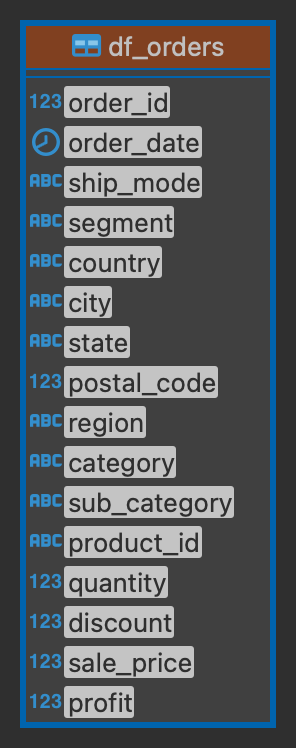 df_orders
123 order_id
order_date
ABC ship_mode
ABC segment
ABC country
ABC city
ABC state
123 postal_code
ABC region
ABC category
ABC sub_category
ABC product_id
123 quantity
123 discount
123 sale_price
123 profit